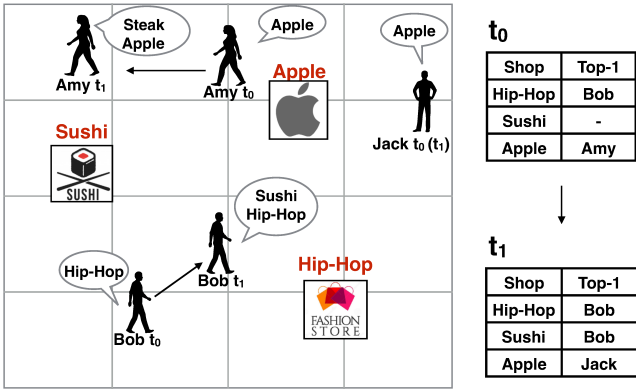 Steak
Apple
Apple
Apple
Amy t1
Amy t0
Apple
Jack t0 (t1)
Sushi
SUSHI
Sushi
Hip-Hop
Hip-Hop
Bob t1
Hip-Hop
FASHION
STORE
Bob t0
t0
Shop Top-1
Hip-Hop Bob
Sushi -
Apple Amy
t1
Shop Top-1
Hip-Hop Bob
Sushi Bob
Apple Jack